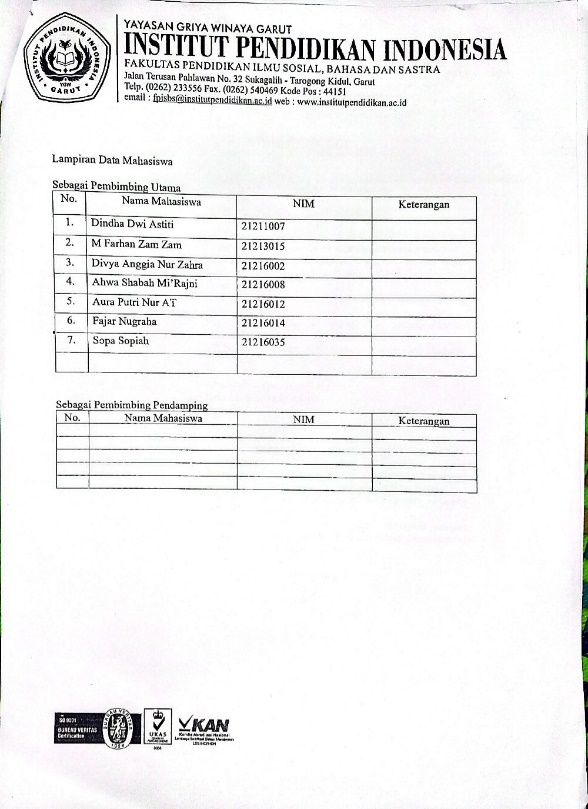 YAYASAN GRIYA WINAYA GARUT
INSTITUT PENDIDIKAN INDONESIA
FAKULTAS PENDIDIKAN ILMU SOSIAL, BAHASA DAN SASTRA
Jalan Terusan Pahlawan No. 32 Sukagalih - Tarogong Kidul, Garut
Telp. (0262) 233556 Fax. (0262) 540469 Kode Pos : 44151
email : fpisbs@institutpendidikan.ac.id web : www.institutpendidikan.ac.id
INSTITUT PENDIDIKAN INDONESIA
YGW
GARUT
Lampiran Data Mahasiswa
Sebagai Pembimbing Utama
No. Nama Mahasiswa NIM Keterangan
1. Dindha Dwi Astiti 21211007
2. M Farhan Zam Zam 21213015
3. Divya Anggia Nur Zahra 21216002
4. Ahwa Shabah Mi'Rajni 21216008
5. Aura Putri Nur AT 21216012
6. Fajar Nugraha 21216014
7. Sopa Sopiah 21216035
Sebagai Pembimbing Pendamping
No. Nama Mahasiswa NIM Keterangan
ISO 9001
BUREAU VERITAS
Certification
UKAS
KAN